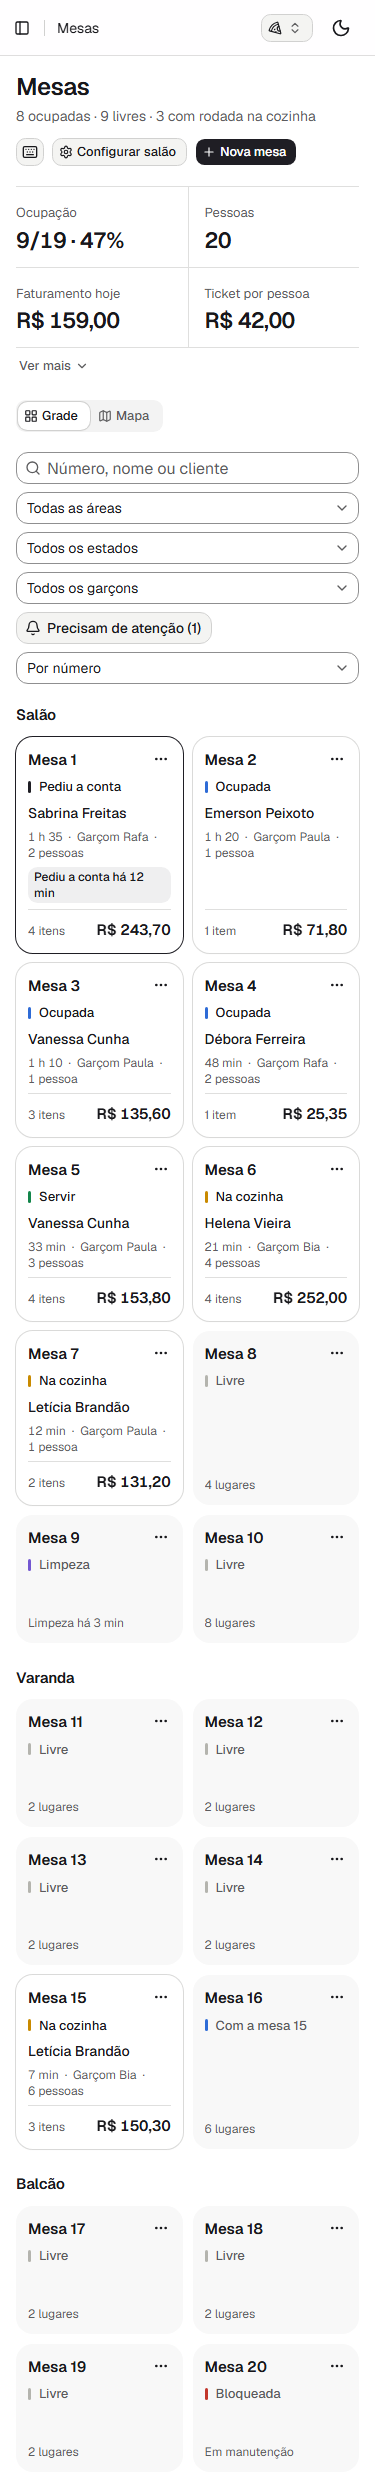 Mesas
Mesas
8 ocupadas · 9 livres · 3 com rodada na cozinha
Configurar salão
Nova mesa
Ocupação
9/19 · 47%
Pessoas
20
Faturamento hoje
R$ 159,00
Ticket por pessoa
R$ 42,00
Ver mais
Grade
Mapa
Número, nome ou cliente
Todas as áreas
Todos os estados
Todos os garçons
Precisam de atenção (1)
Por número
Salão
Mesa 1
Pediu a conta
Sabrina Freitas
1 h 35 · Garçom Rafa ·
2 pessoas
Pediu a conta há 12
min
4 itens R$ 243,70
Mesa 2
Ocupada
Emerson Peixoto
1 h 20 · Garçom Paula ·
1 pessoa
1 item R$ 71,80
Mesa 3
Ocupada
Vanessa Cunha
1 h 10 · Garçom Paula ·
1 pessoa
3 itens R$ 135,60
Mesa 4
Ocupada
Débora Ferreira
48 min · Garçom Rafa ·
2 pessoas
1 item R$ 25,35
Mesa 5
Servir
Vanessa Cunha
33 min · Garçom Paula ·
3 pessoas
4 itens R$ 153,80
Mesa 6
Na cozinha
Helena Vieira
21 min · Garçom Bia ·
4 pessoas
4 itens R$ 252,00
Mesa 7
Na cozinha
Letícia Brandão
12 min · Garçom Paula ·
1 pessoa
2 itens R$ 131,20
Mesa 8
Livre
4 lugares
Mesa 9
Limpeza
Limpeza há 3 min
Mesa 10
Livre
8 lugares
Varanda
Mesa 11
Livre
2 lugares
Mesa 12
Livre
2 lugares
Mesa 13
Livre
2 lugares
Mesa 14
Livre
2 lugares
Mesa 15
Na cozinha
Letícia Brandão
7 min · Garçom Bia ·
6 pessoas
3 itens R$ 150,30
Mesa 16
Com a mesa 15
6 lugares
Balcão
Mesa 17
Livre
2 lugares
Mesa 18
Livre
2 lugares
Mesa 19
Livre
2 lugares
Mesa 20
Bloqueada
Em manutenção